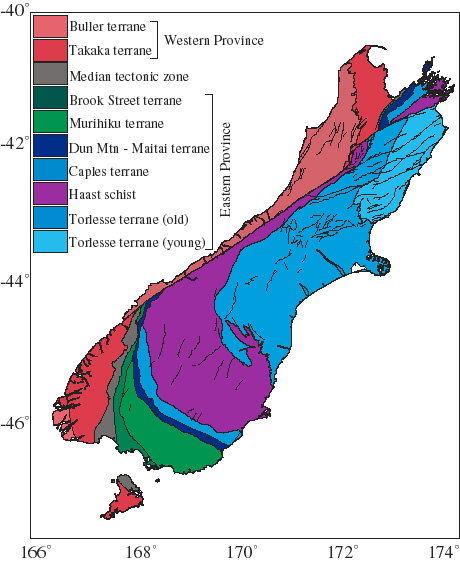 -40°
Buller terrane
Takaka terrane
Western Province
Median tectonic zone
Brook Street terrane
Murihiku terrane
Dun Mtn - Maitai terrane
Caples terrane
Haast schist
Torlesse terrane (old)
Torlesse terrane (young)
Eastern Province
-42°
-44°
-46°
166° 168° 170° 172° 174°